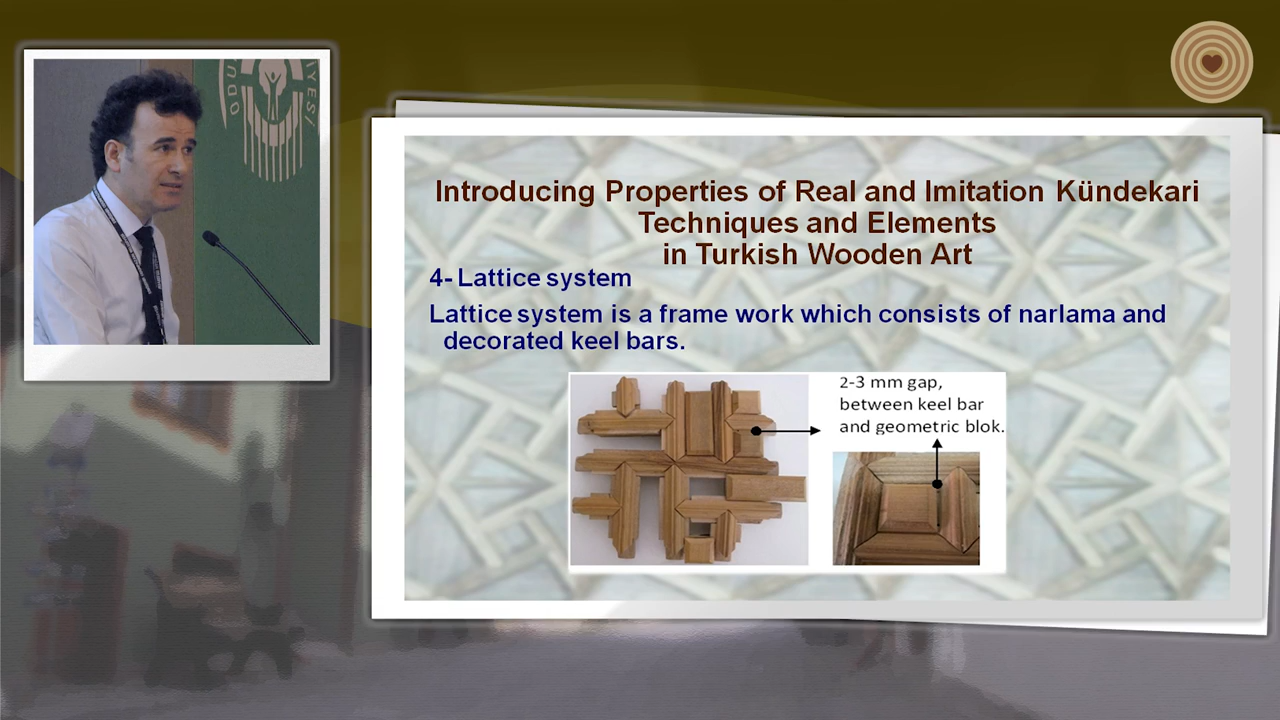 ODU
İYESİ
Introducing Properties of Real and Imitation Kündekari
Techniques and Elements
in Turkish Wooden Art
4- Lattice system
Lattice system is a frame work which consists of narlama and
decorated keel bars.
2-3 mm gap,
between keel bar
and geometric blok.